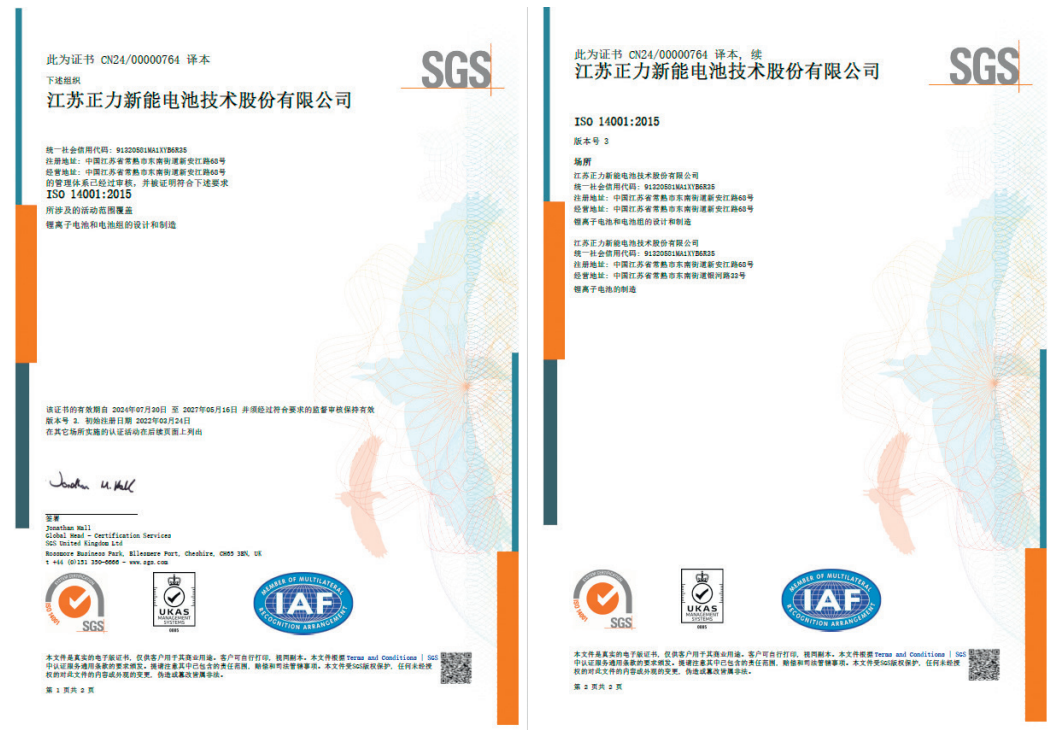 此为证书 CN24/00000764 译本
下述组织
江苏正力新能电池技术股份有限公司
SGS
统一社会信用代码: 91320581MA1XYB6R35
注册地址: 中国江苏省常熟市东南街道新安江路68号
经营地址: 中国江苏省常熟市东南街道新安江路68号
的管理体系已经过审核, 并被证明符合下述要求
ISO 14001:2015
所涉及的活动范围覆盖
锂离子电池和电池组的设计和制造
该证书的有效期自 2024年07月30日 至 2027年05月16日 并须经过符合要求的监督审核保持有效
版本号 3. 初始注册日期 2022年03月24日
在其它场所实施的认证活动在后续页面上列出
签署
Jonathan Hall
Global Head - Certification Services
SGS United Kingdom Ltd
Rossmore Business Park, Ellesmere Port, Cheshire, CH65 3EN, UK
t +44 (0)151 350-6666 - www.sgs.com
ISO 14001
SGS
UKAS
MANAGEMENT
SYSTEMS
0005
MEMBER OF MULTILATERAL
IAF
RECOGNITION ARRANGEMENT
本文件是真实的电子版证书, 仅供客户用于其商业用途。客户可自行打印, 视同副本。本文件根据 Terms and Conditions | SGS
中认证服务通用条款的要求颁发。提请注意其中已包含的责任范围, 赔偿和司法管辖事项。本文件受SGS版权保护, 任何未经授
权的对此文件的内容或外观的变更, 伪造或篡改皆属非法。
第 1 页共 2 页
此为证书 CN24/00000764 译本, 续
江苏正力新能电池技术股份有限公司
SGS
ISO 14001:2015
版本号 3
场所
江苏正力新能电池技术股份有限公司
统一社会信用代码: 91320581MA1XYB6R35
注册地址: 中国江苏省常熟市东南街道新安江路68号
经营地址: 中国江苏省常熟市东南街道新安江路68号
锂离子电池和电池组的设计和制造
江苏正力新能电池技术股份有限公司
统一社会信用代码: 91320581MA1XYB6R35
注册地址: 中国江苏省常熟市东南街道新安江路68号
经营地址: 中国江苏省常熟市东南街道银河路33号
锂离子电池的制造
ISO 14001
SGS
UKAS
MANAGEMENT
SYSTEMS
0005
MEMBER OF MULTILATERAL
IAF
RECOGNITION ARRANGEMENT
本文件是真实的电子版证书, 仅供客户用于其商业用途。客户可自行打印, 视同副本。本文件根据 Terms and Conditions | SGS
中认证服务通用条款的要求颁发。提请注意其中已包含的责任范围, 赔偿和司法管辖事项。本文件受SGS版权保护, 任何未经授
权的对此文件的内容或外观的变更, 伪造或篡改皆属非法。
第 2 页共 2 页